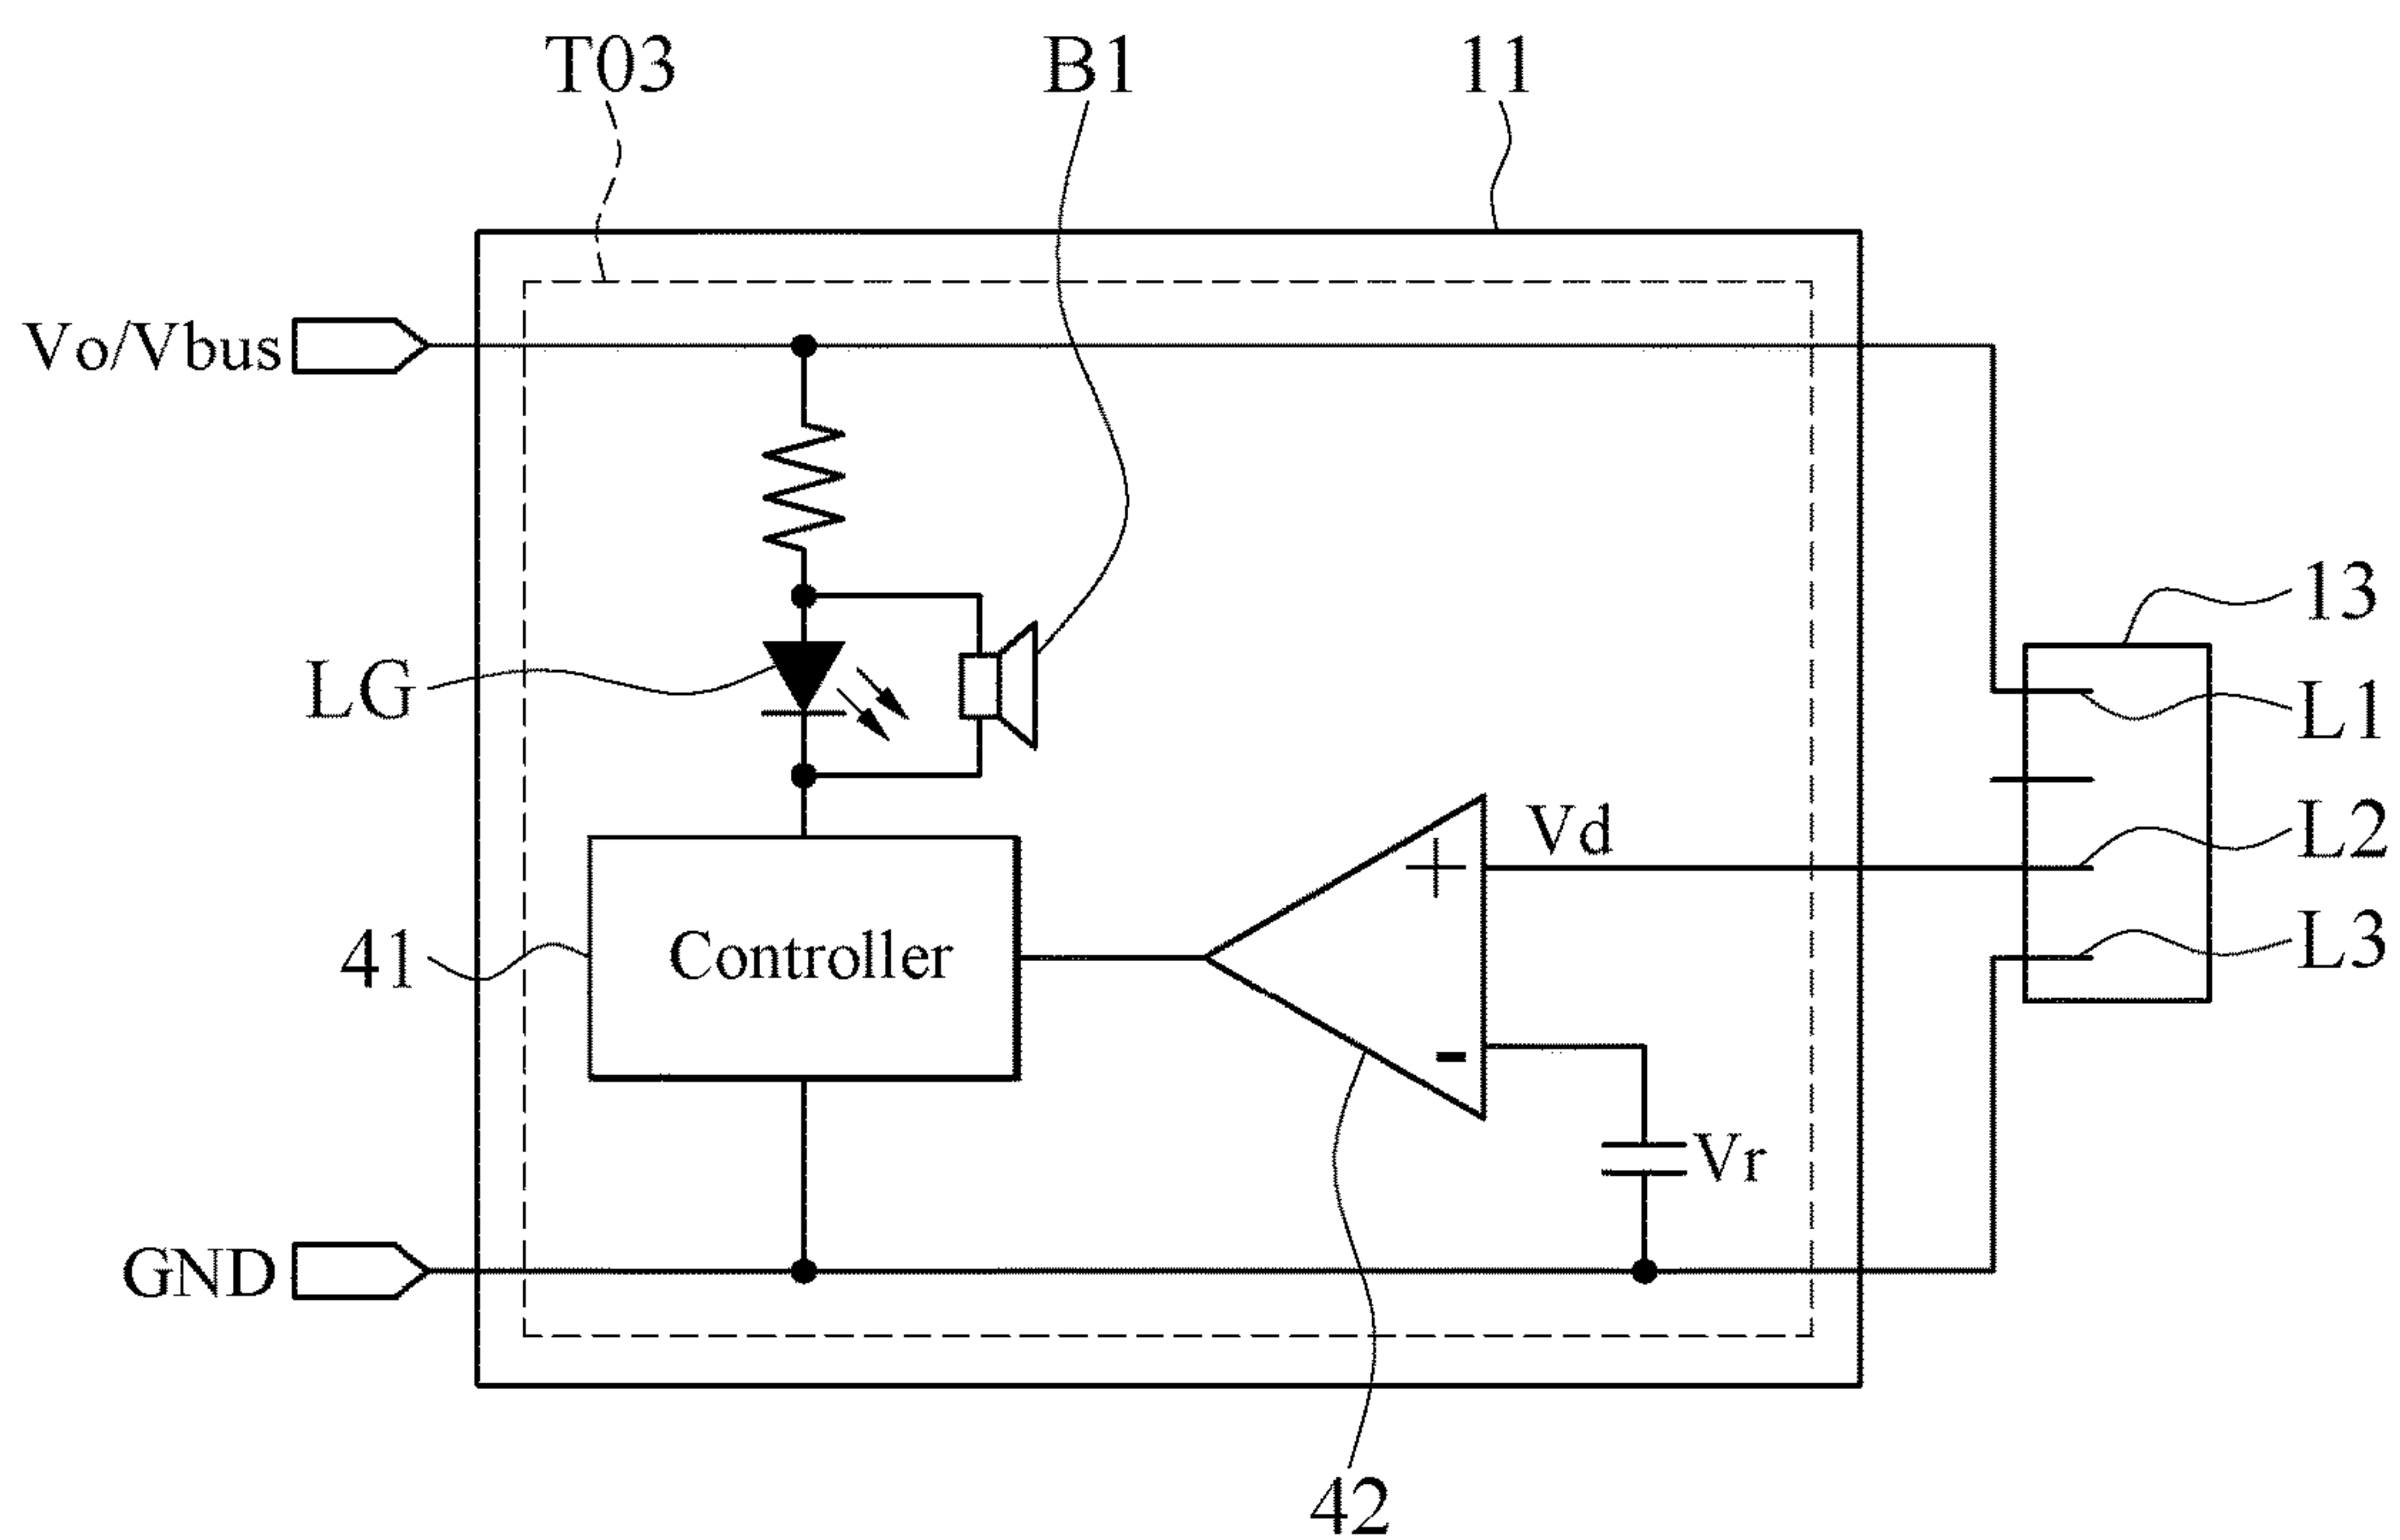 T03
B1
11
Vo/Vbus
13
LG
L1
Vd
L2
+
41
Controller
L3
-
Vr
GND
42